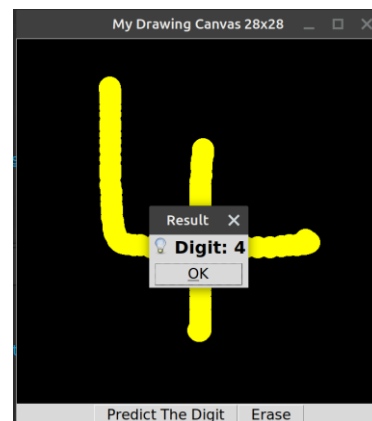 My Drawing Canvas 28x28
Result
Digit: 4
OK
Predict The Digit
Erase